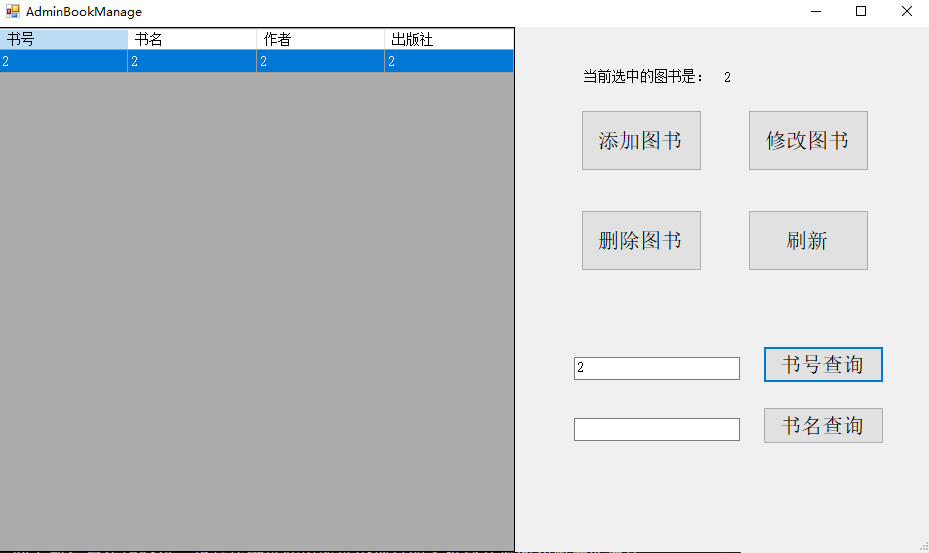 AdminBookManage
书号 书名 作者 出版社
2 2 2 2
当前选中的图书是： 2
添加图书 修改图书
删除图书 刷新
2 书号查询
书名查询